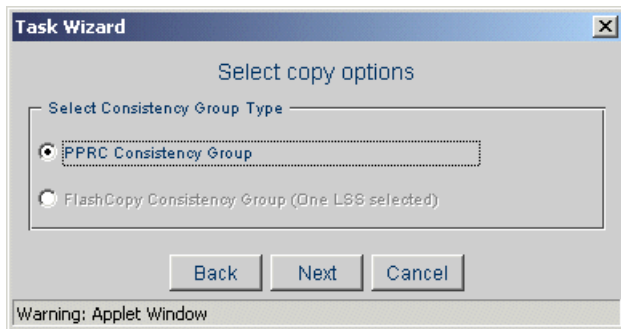 Task Wizard
Select copy options
Select Consistency Group Type
PPRC Consistency Group
FlashCopy Consistency Group (One LSS selected)
Back Next Cancel
Warning: Applet Window